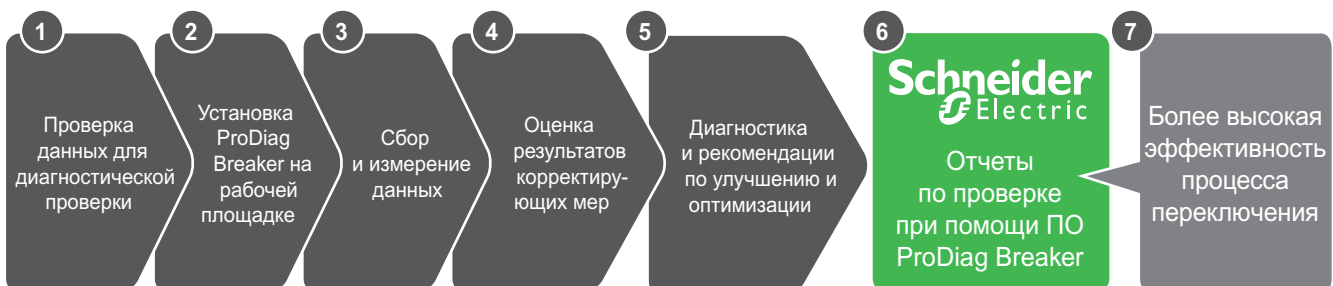 1
Проверка
данных для
диагностической
проверки
2
Установка
ProDiag
Breaker на
рабочей
площадке
3
Сбор
и измерение
данных
4
Оценка
результатов
корректиру-
ющих мер
5
Диагностика
и рекомендации
по улучшению и
оптимизации
6
Schneider
Electric
Отчеты
по проверке
при помощи ПО
ProDiag Breaker
7
Более высокая
эффективность
процесса
переключения